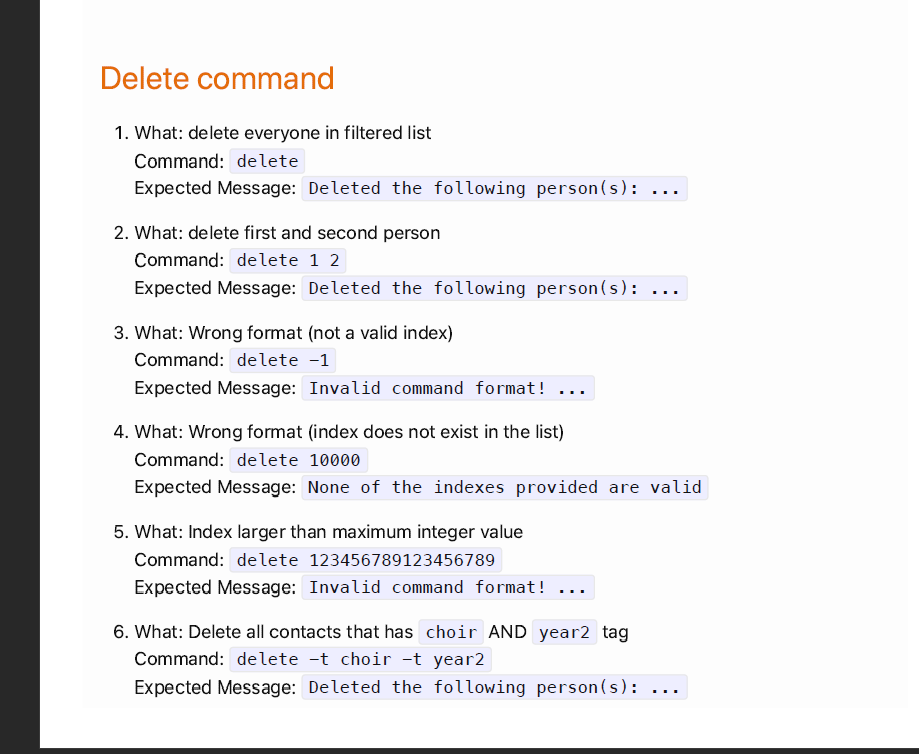 Delete command
1. What: delete everyone in filtered list
Command: delete
Expected Message: Deleted the following person(s): ...
2. What: delete first and second person
Command: delete 1 2
Expected Message: Deleted the following person(s): ...
3. What: Wrong format (not a valid index)
Command: delete -1
Expected Message: Invalid command format! ...
4. What: Wrong format (index does not exist in the list)
Command: delete 10000
Expected Message: None of the indexes provided are valid
5. What: Index larger than maximum integer value
Command: delete 123456789123456789
Expected Message: Invalid command format! ...
6. What: Delete all contacts that has choir AND year2 tag
Command: delete -t choir -t year2
Expected Message: Deleted the following person(s): ...